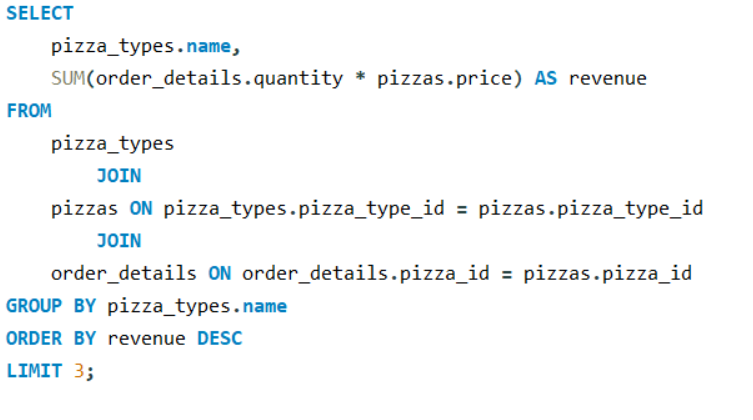 SELECT
    pizza_types.name,
    SUM(order_details.quantity * pizzas.price) AS revenue
FROM
    pizza_types
        JOIN
    pizzas ON pizza_types.pizza_type_id = pizzas.pizza_type_id
        JOIN
    order_details ON order_details.pizza_id = pizzas.pizza_id
GROUP BY pizza_types.name
ORDER BY revenue DESC
LIMIT 3;